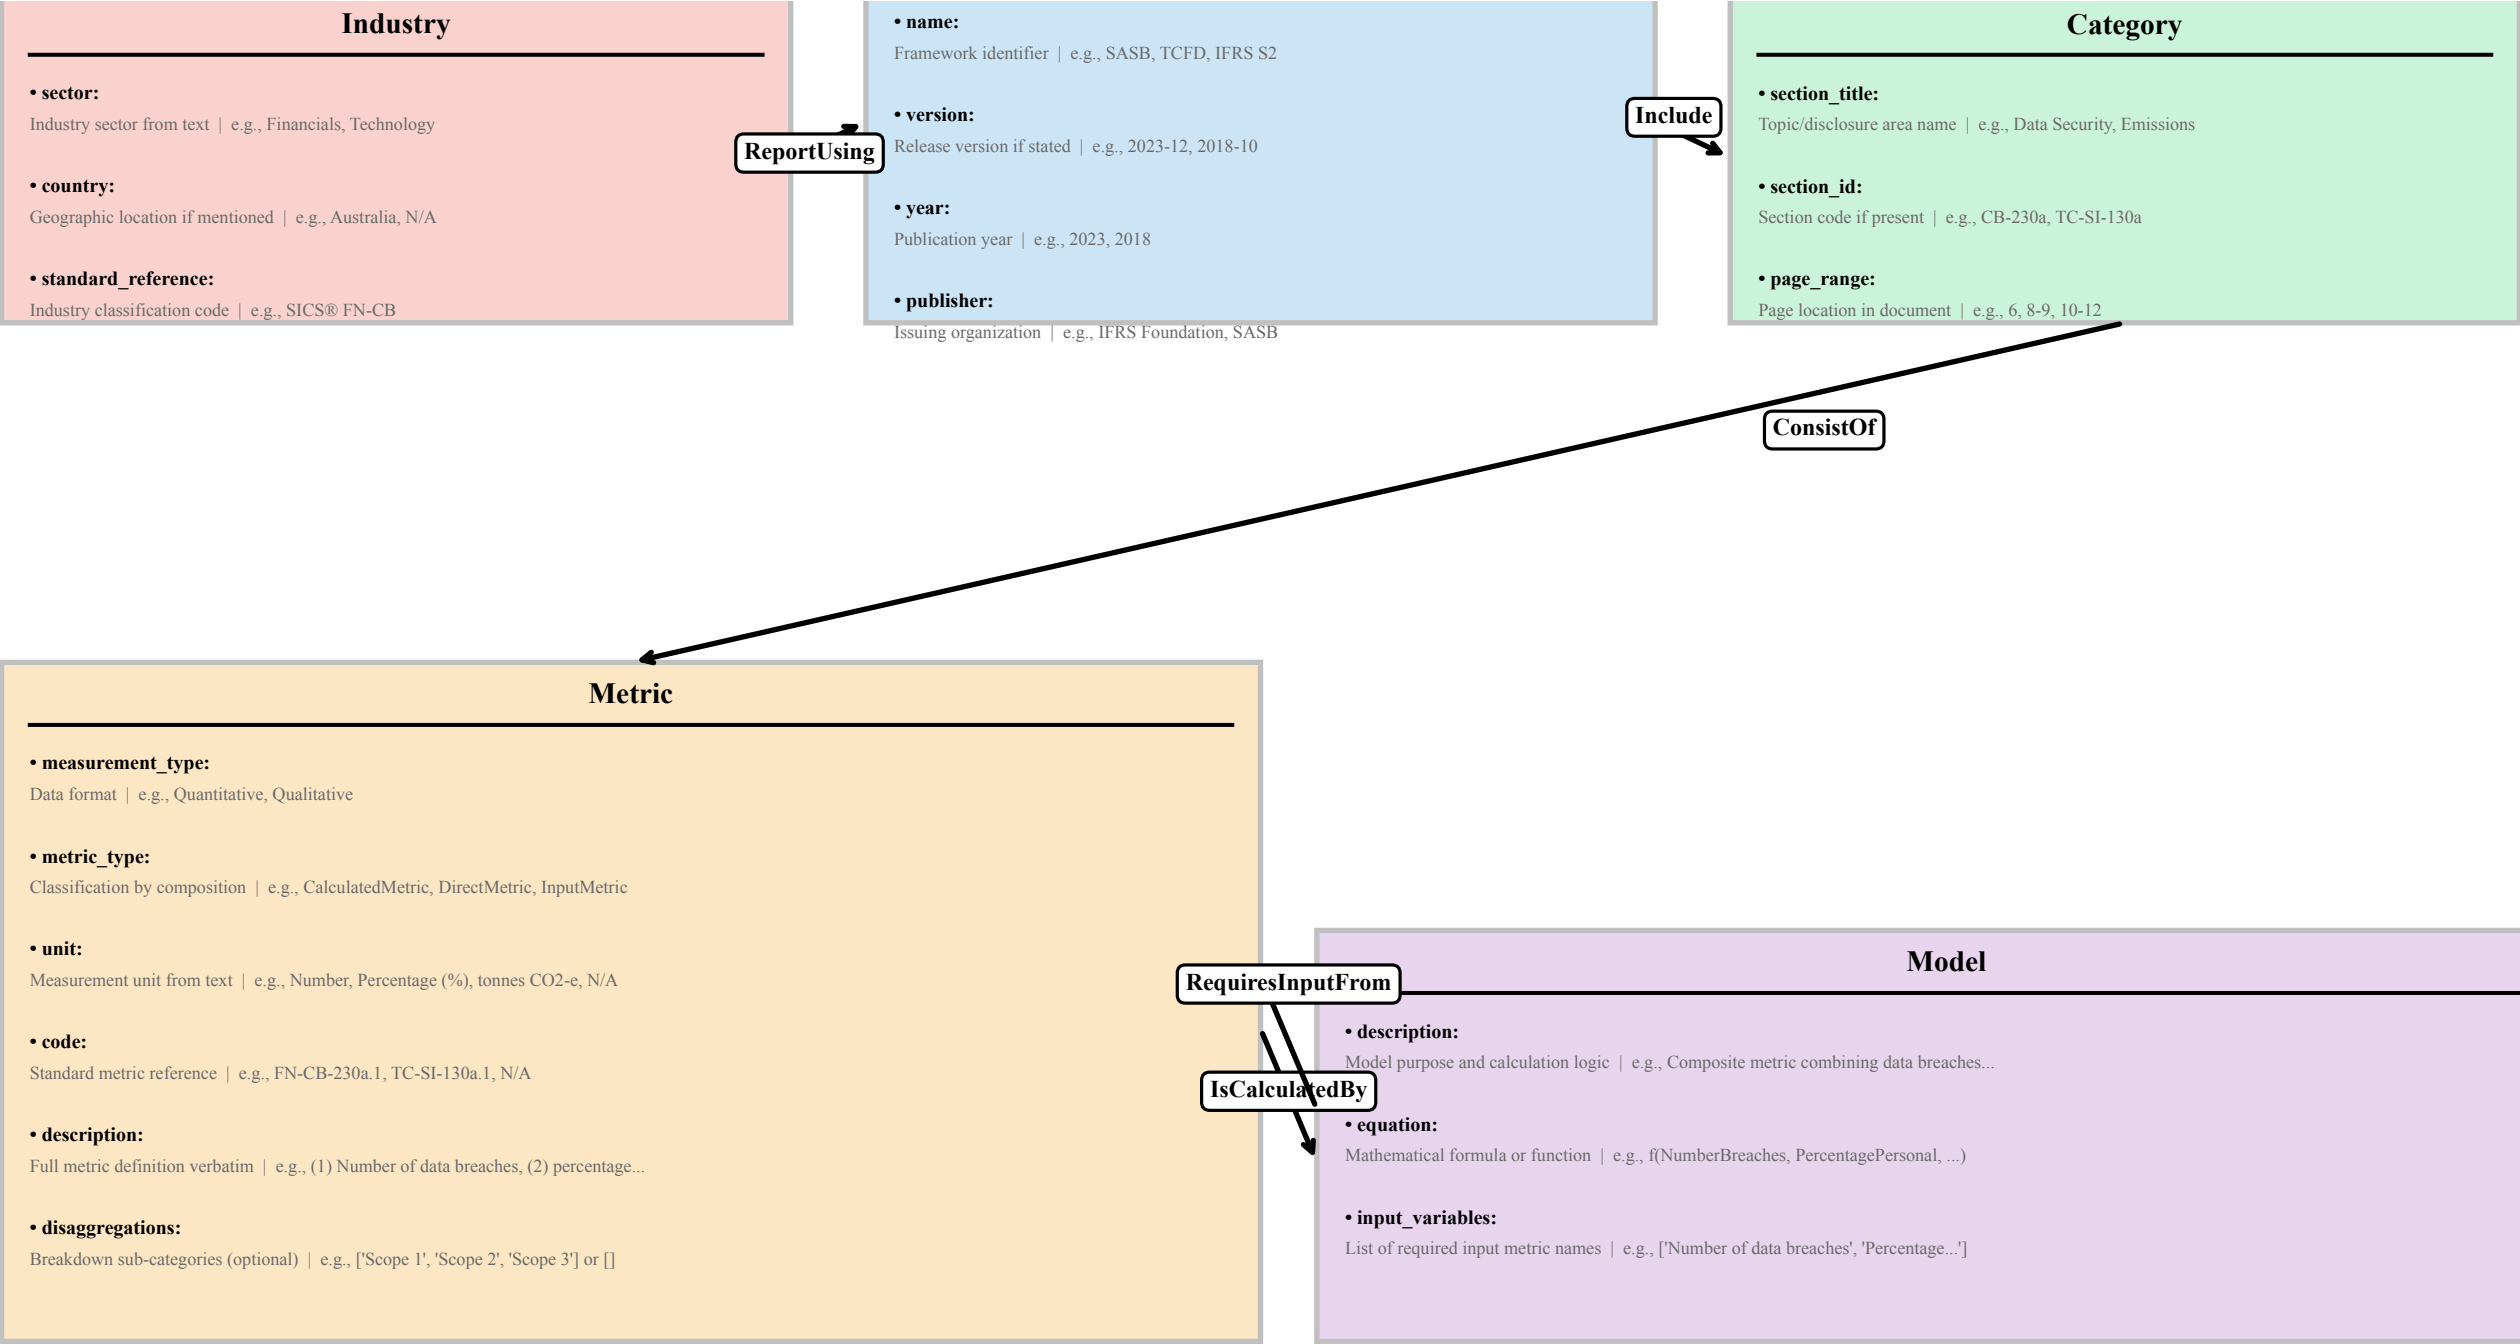 Industry
• sector:
Industry sector from text | e.g., Financials, Technology
• country:
Geographic location if mentioned | e.g., Australia, N/A
• standard_reference:
Industry classification code | e.g., SICS® FN-CB
ReportUsing
• name:
Framework identifier | e.g., SASB, TCFD, IFRS S2
• version:
Release version if stated | e.g., 2023-12, 2018-10
• year:
Publication year | e.g., 2023, 2018
• publisher:
Issuing organization | e.g., IFRS Foundation, SASB
Include
Category
• section_title:
Topic/disclosure area name | e.g., Data Security, Emissions
• section_id:
Section code if present | e.g., CB-230a, TC-SI-130a
• page_range:
Page location in document | e.g., 6, 8-9, 10-12
ConsistOf
Metric
• measurement_type:
Data format | e.g., Quantitative, Qualitative
• metric_type:
Classification by composition | e.g., CalculatedMetric, DirectMetric, InputMetric
• unit:
Measurement unit from text | e.g., Number, Percentage (%), tonnes CO2-e, N/A
• code:
Standard metric reference | e.g., FN-CB-230a.1, TC-SI-130a.1, N/A
• description:
Full metric definition verbatim | e.g., (1) Number of data breaches, (2) percentage...
• disaggregations:
Breakdown sub-categories (optional) | e.g., ['Scope 1', 'Scope 2', 'Scope 3'] or []
RequiresInputFrom
IsCalculatedBy
Model
• description:
Model purpose and calculation logic | e.g., Composite metric combining data breaches...
• equation:
Mathematical formula or function | e.g., f(NumberBreaches, PercentagePersonal, ...)
• input_variables:
List of required input metric names | e.g., ['Number of data breaches', 'Percentage...']